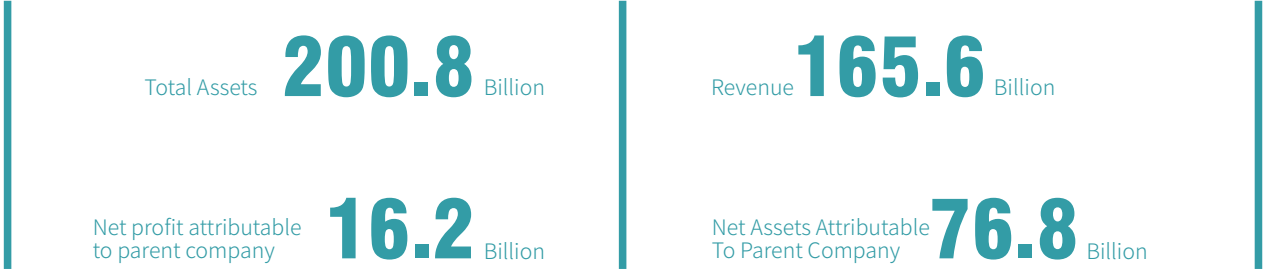 Total Assets 200.8 Billion
Revenue 165.6 Billion
Net profit attributable
to parent company 16.2 Billion
Net Assets Attributable
To Parent Company 76.8 Billion